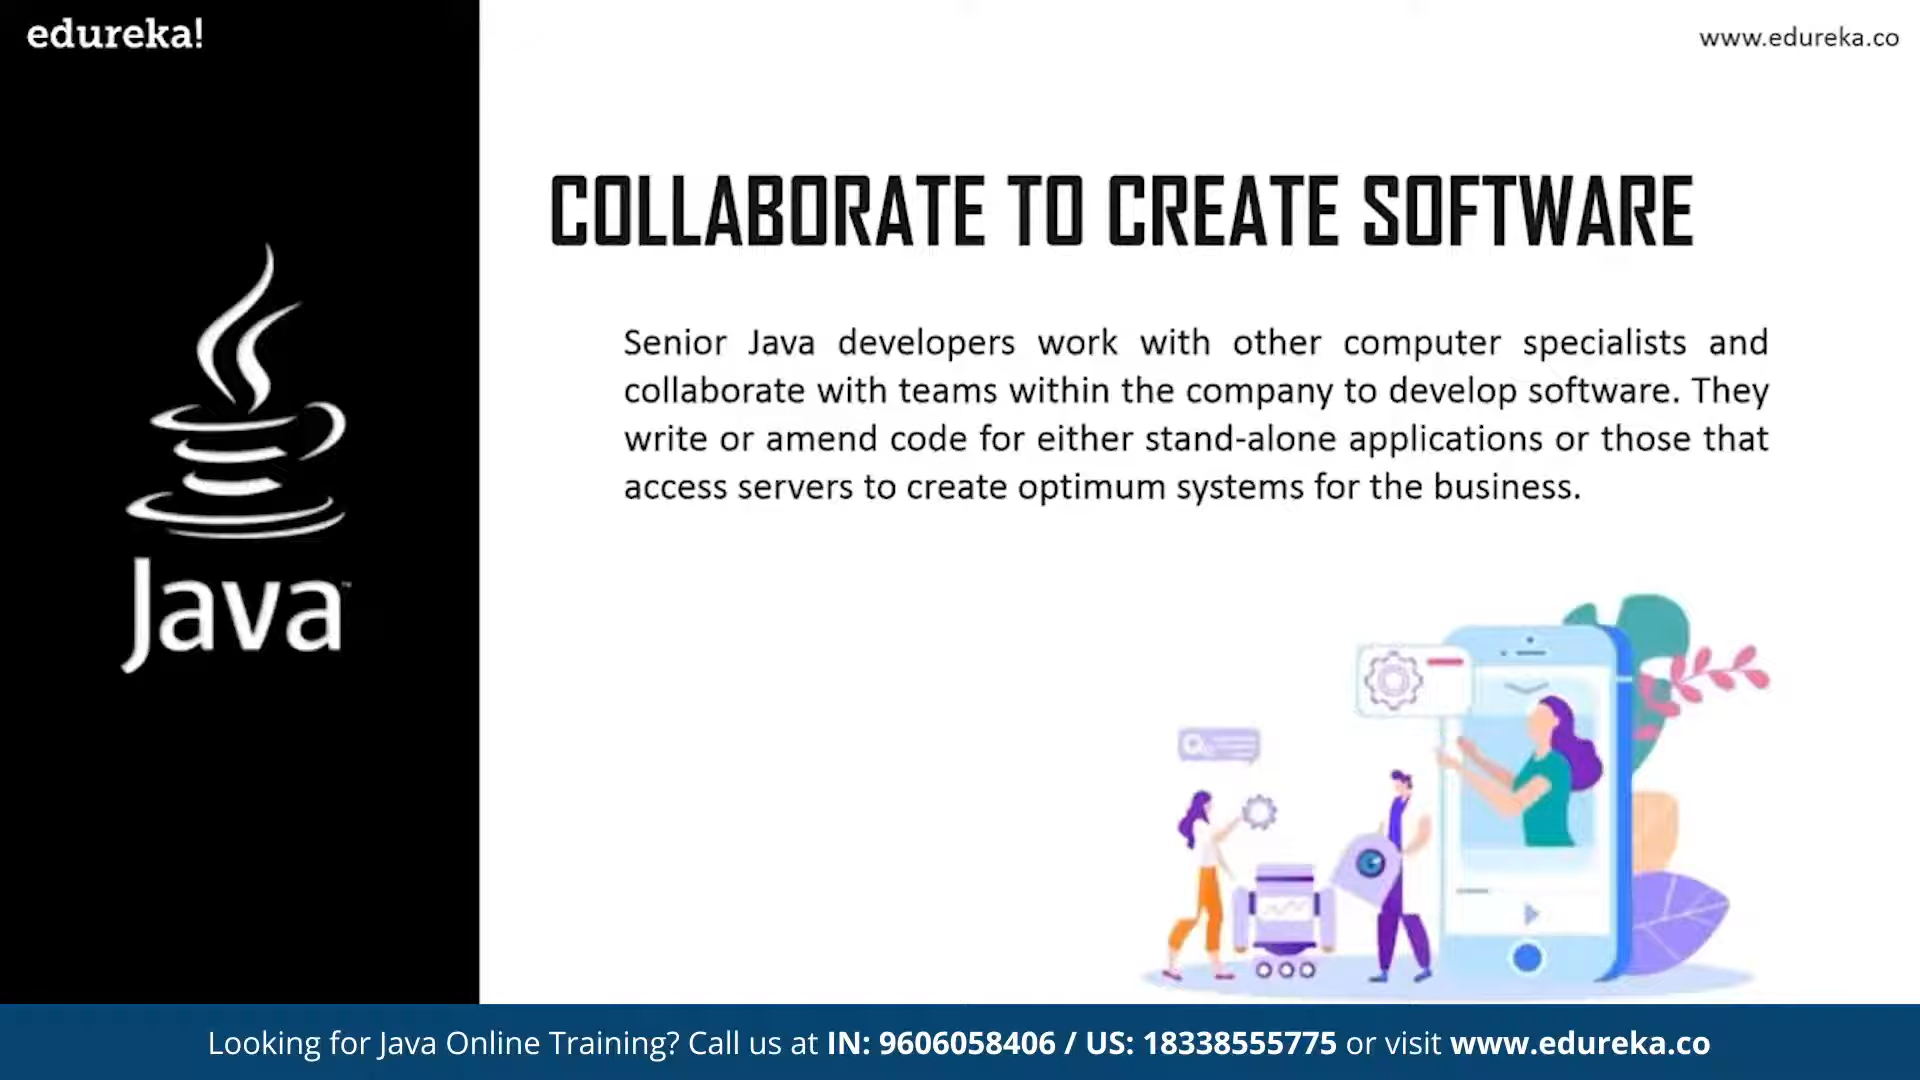 edureka!
www.edureka.co
COLLABORATE TO CREATE SOFTWARE
Senior Java developers work with other computer specialists and
collaborate with teams within the company to develop software. They
write or amend code for either stand-alone applications or those that
access servers to create optimum systems for the business.
Java™
Looking for Java Online Training? Call us at IN: 9606058406 / US: 18338555775 or visit www.edureka.co